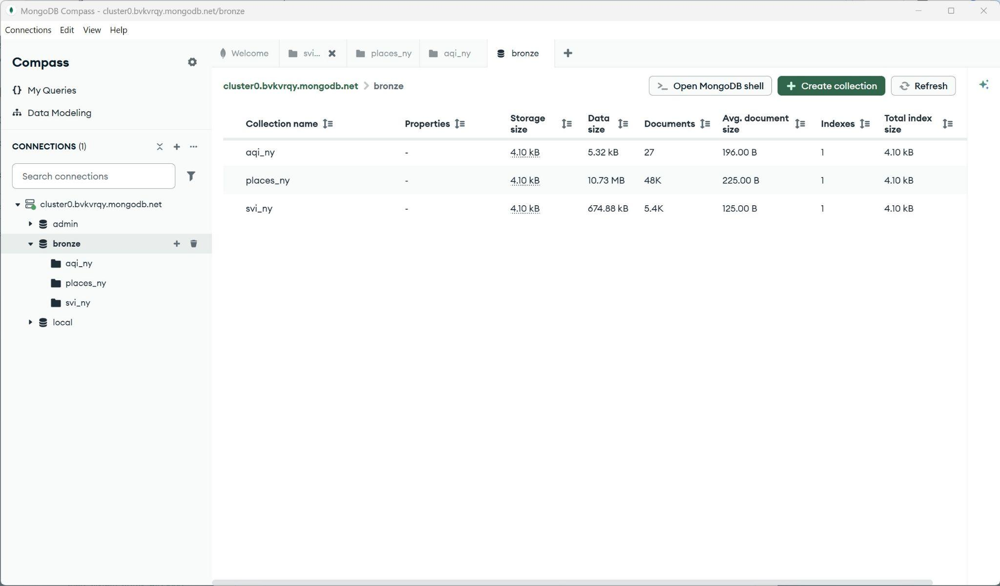 MongoDB Compass - cluster0.bvkvrqy.mongodb.net/bronze
Connections Edit View Help
Compass
My Queries
Data Modeling
CONNECTIONS (1)
Search connections
cluster0.bvkvrqy.mongodb.net
admin
bronze
aqi_ny
places_ny
svi_ny
local
Welcome svi... places_ny aqi_ny bronze
cluster0.bvkvrqy.mongodb.net > bronze
Open MongoDB shell Create collection Refresh
Collection name Properties Storage size Data size Documents Avg. document size Indexes Total index size
aqi_ny - 4.10 kB 5.32 kB 27 196.00 B 1 4.10 kB
places_ny - 4.10 kB 10.73 MB 48K 225.00 B 1 4.10 kB
svi_ny - 4.10 kB 674.88 kB 5.4K 125.00 B 1 4.10 kB